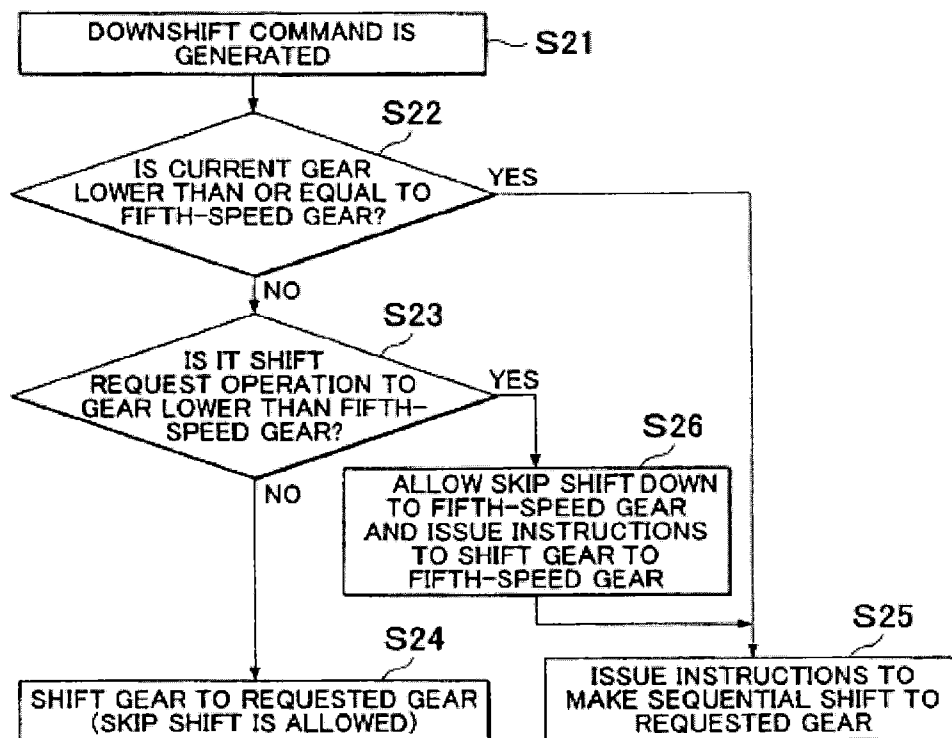 DOWNSHIFT COMMAND IS
GENERATED
S21
S22
IS CURRENT GEAR
LOWER THAN OR EQUAL TO
FIFTH-SPEED GEAR?
YES
NO
S23
IS IT SHIFT
REQUEST OPERATION TO
GEAR LOWER THAN FIFTH-
SPEED GEAR?
YES
NO
S26
ALLOW SKIP SHIFT DOWN
TO FIFTH-SPEED GEAR
AND ISSUE INSTRUCTIONS
TO SHIFT GEAR TO
FIFTH-SPEED GEAR
S24
SHIFT GEAR TO REQUESTED GEAR
(SKIP SHIFT IS ALLOWED)
S25
ISSUE INSTRUCTIONS TO
MAKE SEQUENTIAL SHIFT TO
REQUESTED GEAR